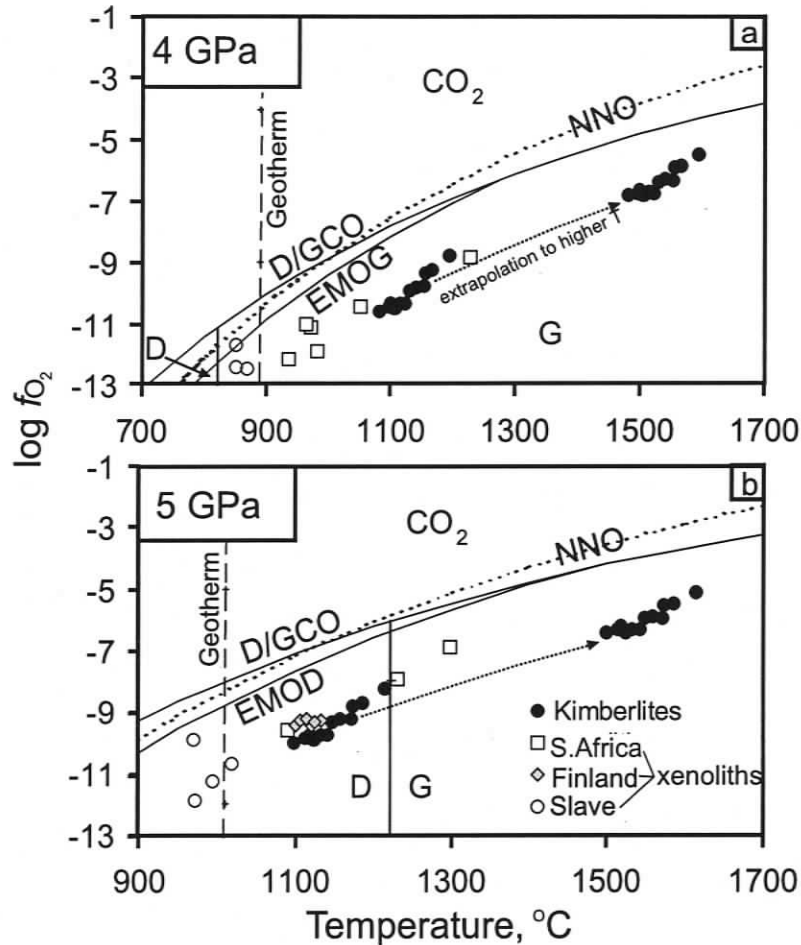 -1
4 GPa
a
CO2
-3
NNO
Geotherm
-5
-7
D/GCO
EMOG
extrapolation to higher T
-9
-11
D
G
-13
700 900 1100 1300 1500 1700
log fO2
-1
5 GPa
b
CO2
-3
NNO
Geotherm
-5
D/GCO
-7
EMOD
-9
Kimberlites
S.Africa
Finland
xenoliths
Slave
-11
D G
-13
900 1100 1300 1500 1700
Temperature, °C